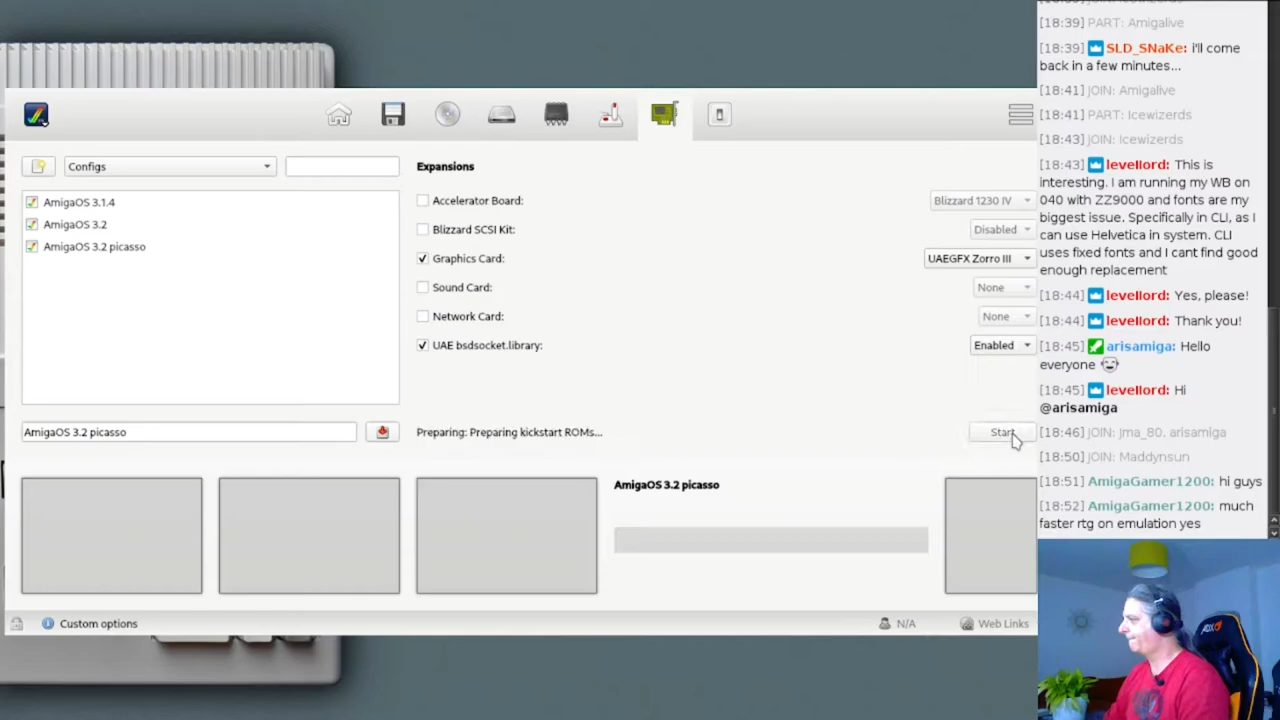 Configs
AmigaOS 3.1.4
AmigaOS 3.2
AmigaOS 3.2 picasso
AmigaOS 3.2 picasso
Expansions
Accelerator Board:
Blizzard 1230 IV
Blizzard SCSI Kit:
Disabled
Graphics Card:
UAEGFX Zorro III
Sound Card:
None
Network Card:
None
UAE bsdsocket.library:
Enabled
Preparing: Preparing kickstart ROMs...
Start
AmigaOS 3.2 picasso
Custom options
N/A
Web Links
[18:39] PART: Amigalive
[18:39] SLD_SNaKe: i'll come
back in a few minutes...
[18:41] JOIN: Amigalive
[18:41] PART: Icewizerds
[18:43] JOIN: Icewizerds
[18:43] levellord: This is
interesting. I am running my WB on
040 with ZZ9000 and fonts are my
biggest issue. Specifically in CLI, as I
can use Helvetica in system. CLI
uses fixed fonts and I cant find good
enough replacement
[18:44] levellord: Yes, please!
[18:44] levellord: Thank you!
[18:45] arisamiga: Hello
everyone
[18:45] levellord: Hi
@arisamiga
[18:46] JOIN: jma_80. arisamiga
[18:50] JOIN: Maddynsun
[18:51] AmigaGamer1200: hi guys
[18:52] AmigaGamer1200: much
faster rtg on emulation yes